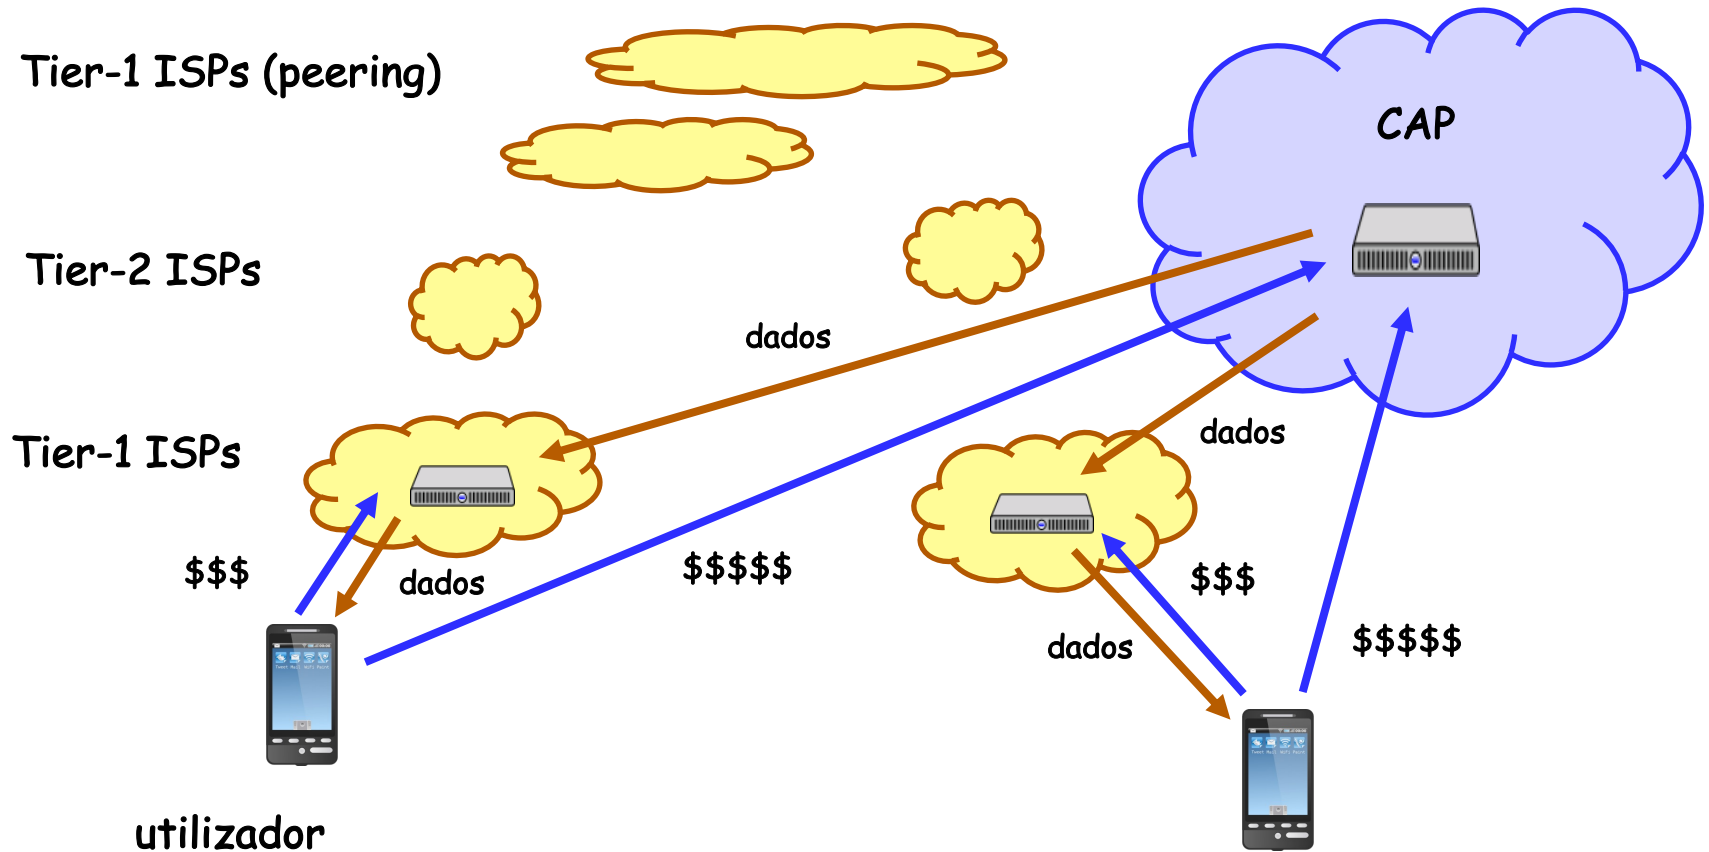 Tier-1 ISPs (peering)
CAP
Tier-2 ISPs
dados
Tier-1 ISPs
dados
$$$
dados
$$$$$
$$$
dados
$$$$$
utilizador